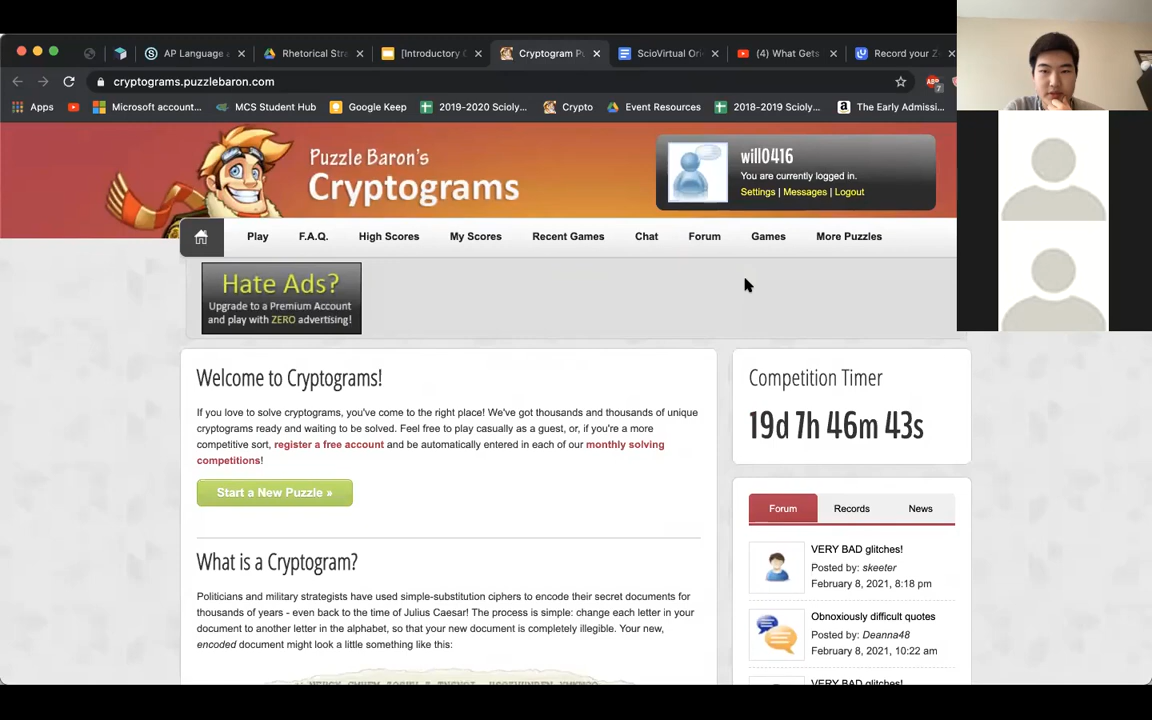 AP Language
Rhetorical Stra
[Introductory C
Cryptogram P
ScioVirtual Ori
(4) What Gets
Record your Z
cryptograms.puzzlebaron.com
Apps
Microsoft account...
MCS Student Hub
Google Keep
2019-2020 Scioly...
Crypto
Event Resources
2018-2019 Scioly...
The Early Admissi...
Puzzle Baron's
Cryptograms
will0416
You are currently logged in.
Settings | Messages | Logout
Play
F.A.Q.
High Scores
My Scores
Recent Games
Chat
Forum
Games
More Puzzles
Hate Ads?
Upgrade to a Premium Account
and play with ZERO advertising!
Welcome to Cryptograms!
If you love to solve cryptograms, you've come to the right place! We've got thousands and thousands of unique
cryptograms ready and waiting to be solved. Feel free to play casually as a guest, or, if you're a more
competitive sort, register a free account and be automatically entered in each of our monthly solving
competitions!
Start a New Puzzle »
What is a Cryptogram?
Politicians and military strategists have used simple-substitution ciphers to encode their secret documents for
thousands of years - even back to the time of Julius Caesar! The process is simple: change each letter in your
document to another letter in the alphabet, so that your new document is completely illegible. Your new,
encoded document might look a little something like this:
Competition Timer
19d 7h 46m 43s
Forum
Records
News
VERY BAD glitches!
Posted by: skeeter
February 8, 2021, 8:18 pm
Obnoxiously difficult quotes
Posted by: Deanna48
February 8, 2021, 10:22 am
VERY BAD glitches!